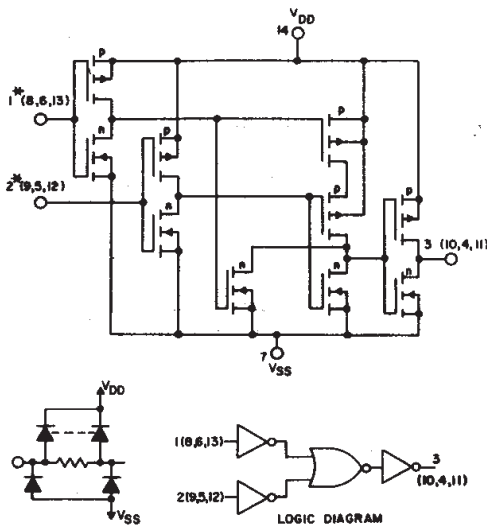 VDD
14
p
p
1*(8,6,13)
n
p
2*(9,5,12)
p
p
n
3 (10,4,11)
n
n
n
7
VSS
VDD
VSS
1(8,6,13)
2(9,5,12)
3
(10,4,11)
LOGIC DIAGRAM